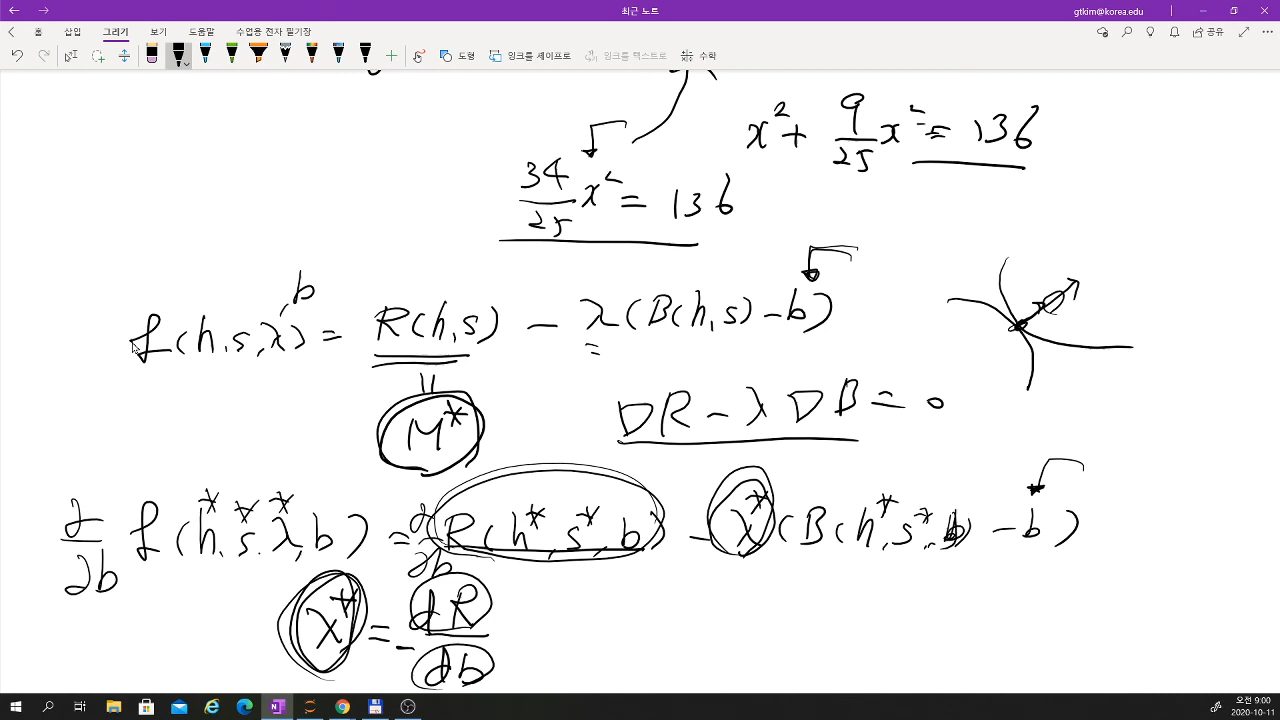 최근 노트
gtkim@korea.edu
홈 삽입 그리기 보기 도움말 수업용 전자 필기장
공유
도형 잉크를 셰이프로 잉크를 텍스트로 수학
x² + 9/25 x² = 136
34/25 x² = 136
ℒ(h,s,λ,b) = R(h,s) − λ(B(h,s) − b)
M*
∇R − λ∇B = 0
∂/∂b ℒ(h*,s*,λ*,b) = ∂/∂b R(h*,s*,b) − λ*(B(h*,s*,b) − b)
λ* = − dR/db
오전 9:00
2020-10-11